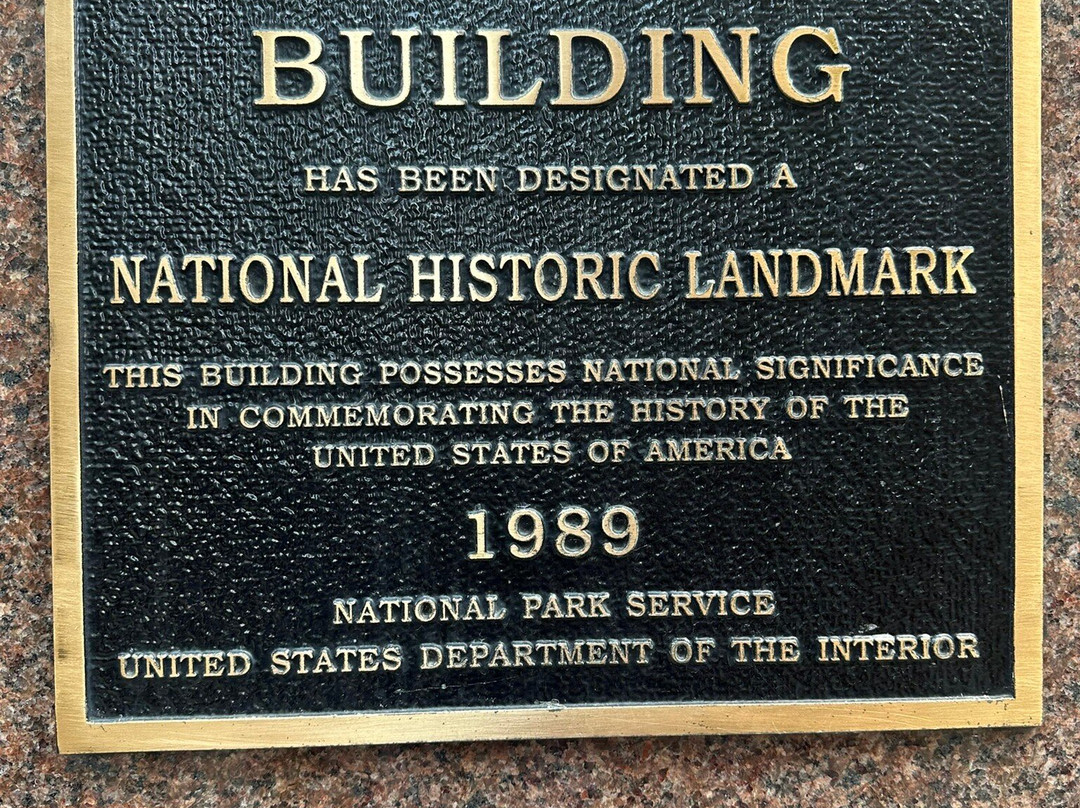 BUILDING
HAS BEEN DESIGNATED A
NATIONAL HISTORIC LANDMARK
THIS BUILDING POSSESSES NATIONAL SIGNIFICANCE
IN COMMEMORATING THE HISTORY OF THE
UNITED STATES OF AMERICA
1989
NATIONAL PARK SERVICE
UNITED STATES DEPARTMENT OF THE INTERIOR